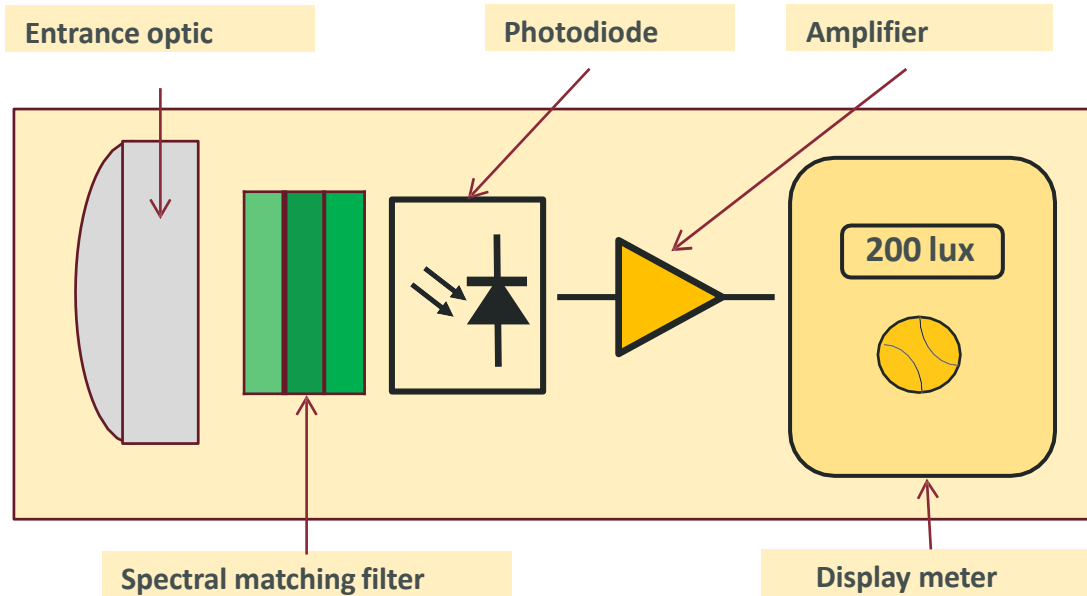 Entrance optic
Photodiode
Amplifier
200 lux
Spectral matching filter
Display meter